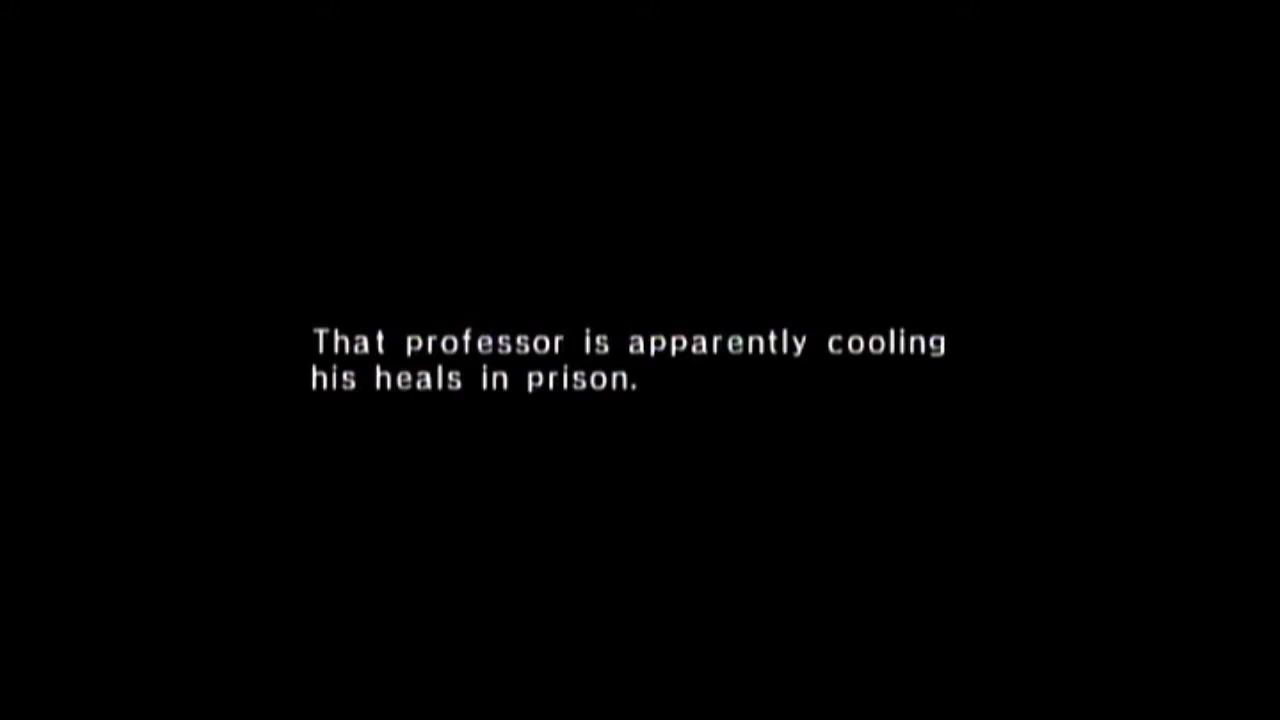 That professor is apparently cooling
his heals in prison.